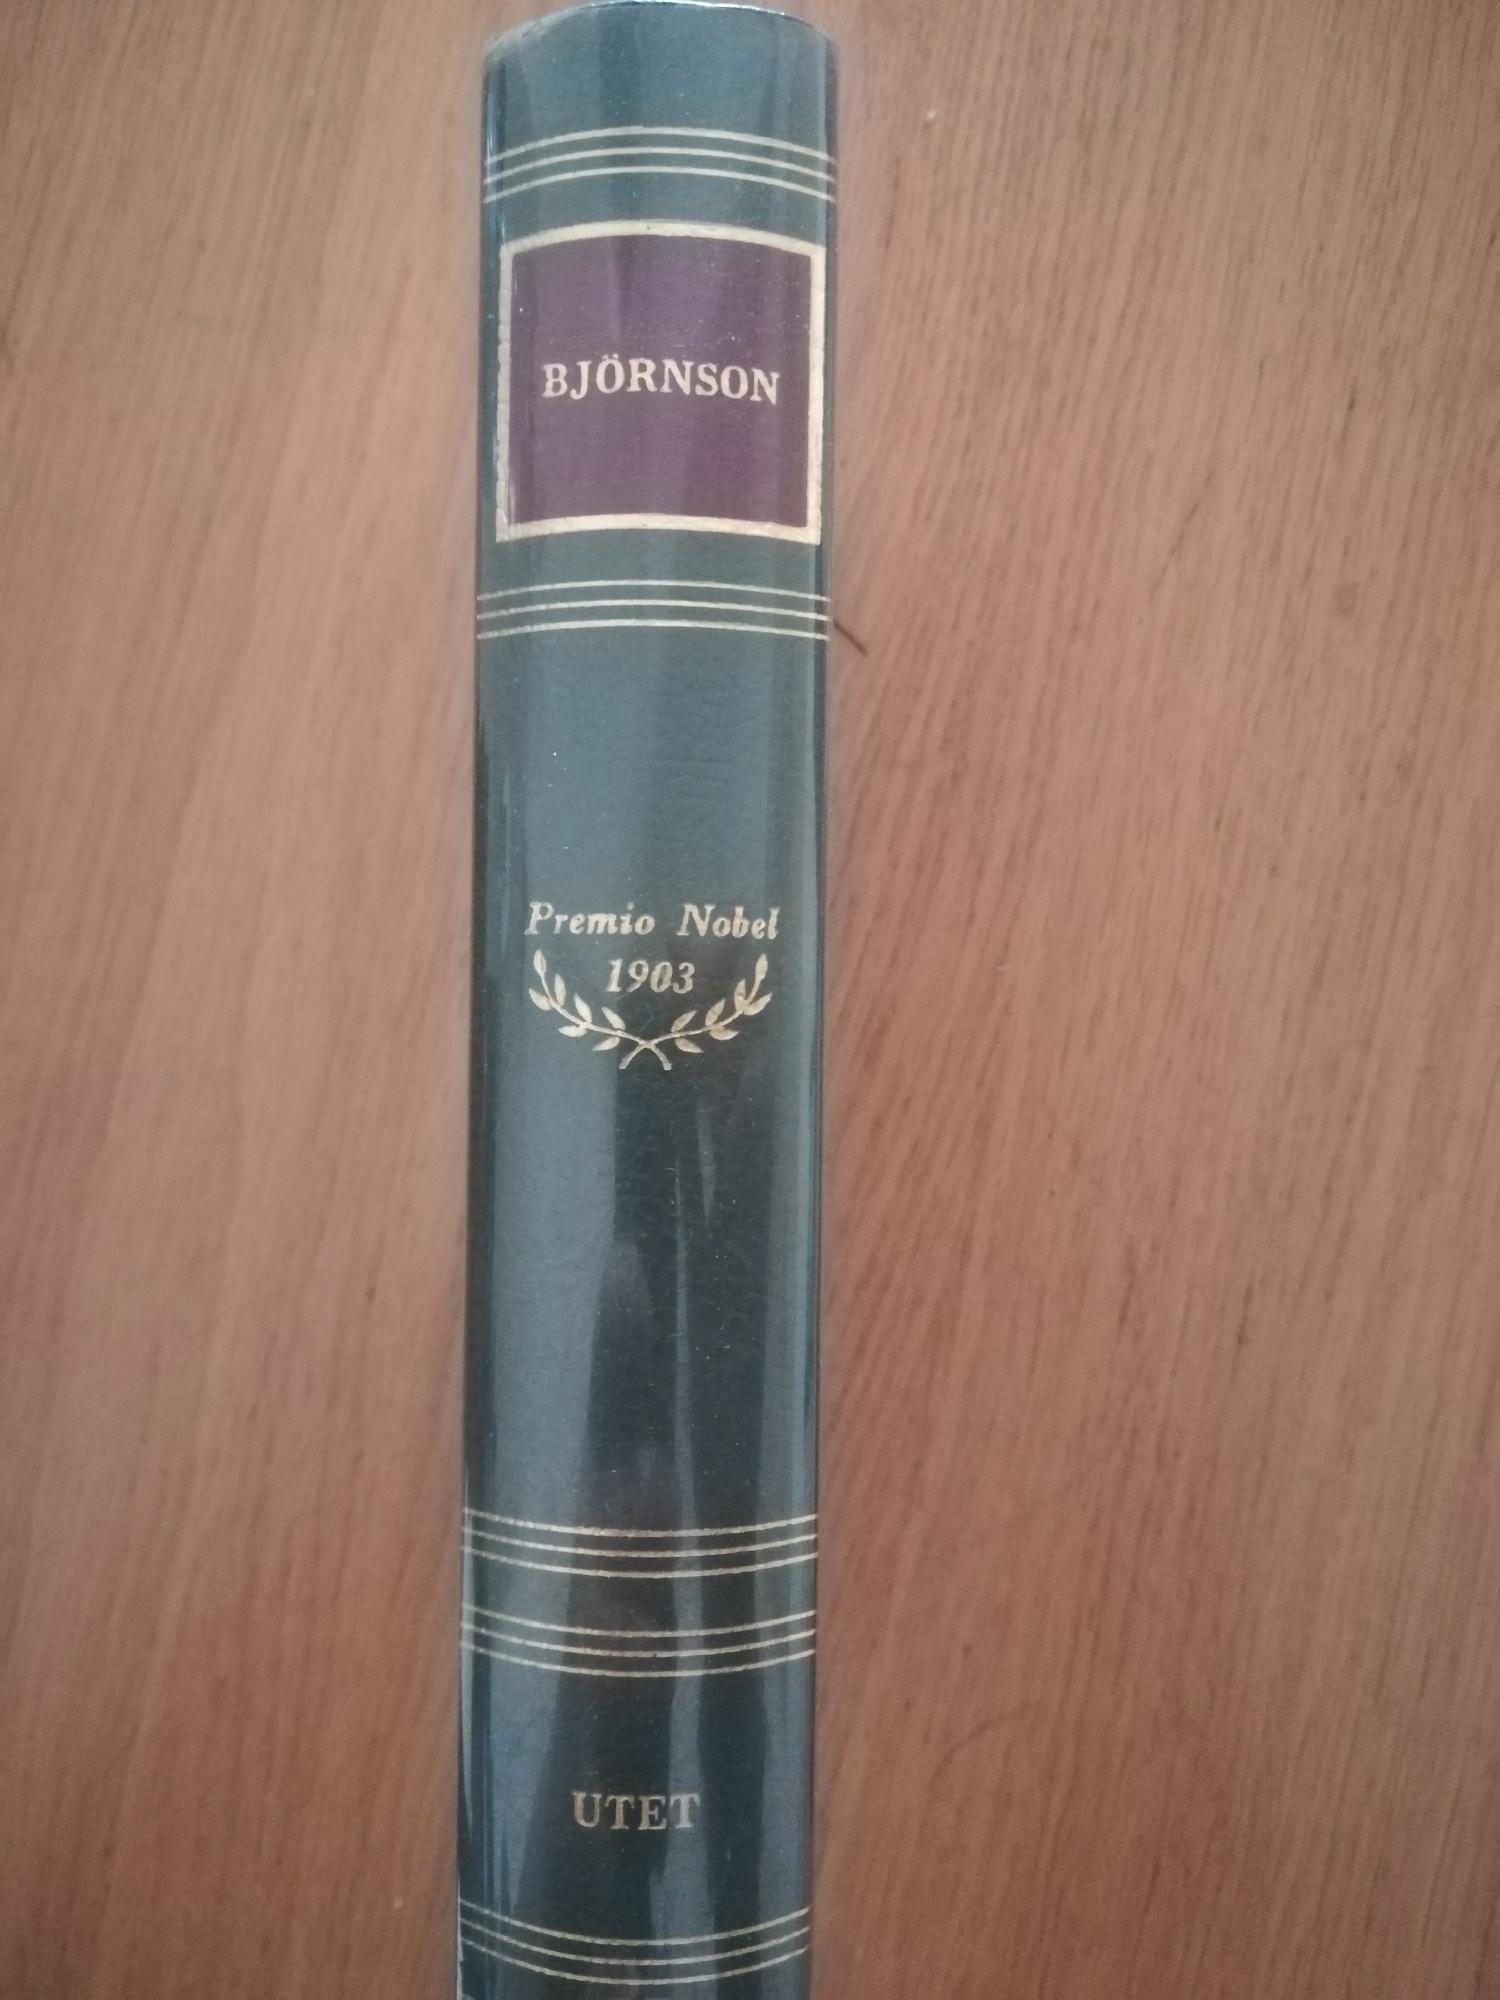 BJÖRNSON
Premio Nobel
1903
UTET